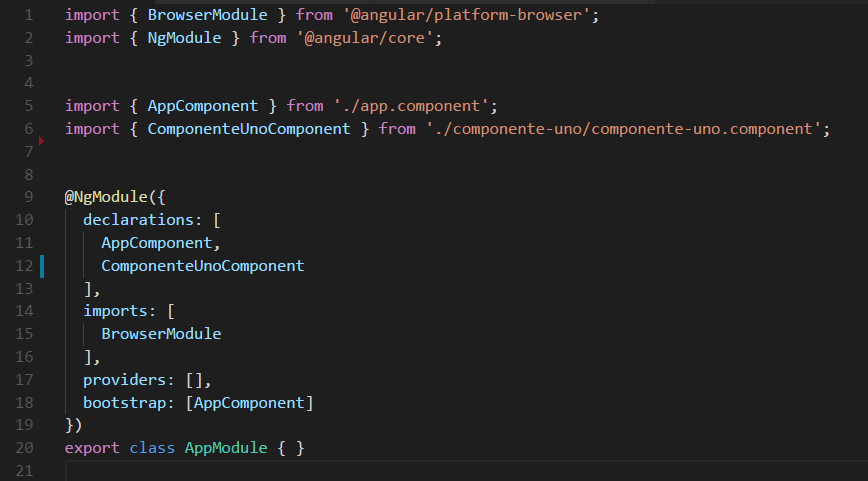 1 import { BrowserModule } from '@angular/platform-browser';
2 import { NgModule } from '@angular/core';
3
4
5 import { AppComponent } from './app.component';
6 import { ComponenteUnoComponent } from './componente-uno/componente-uno.component';
7
8
9 @NgModule({
10   declarations: [
11     AppComponent,
12     ComponenteUnoComponent
13   ],
14   imports: [
15     BrowserModule
16   ],
17   providers: [],
18   bootstrap: [AppComponent]
19 })
20 export class AppModule { }
21